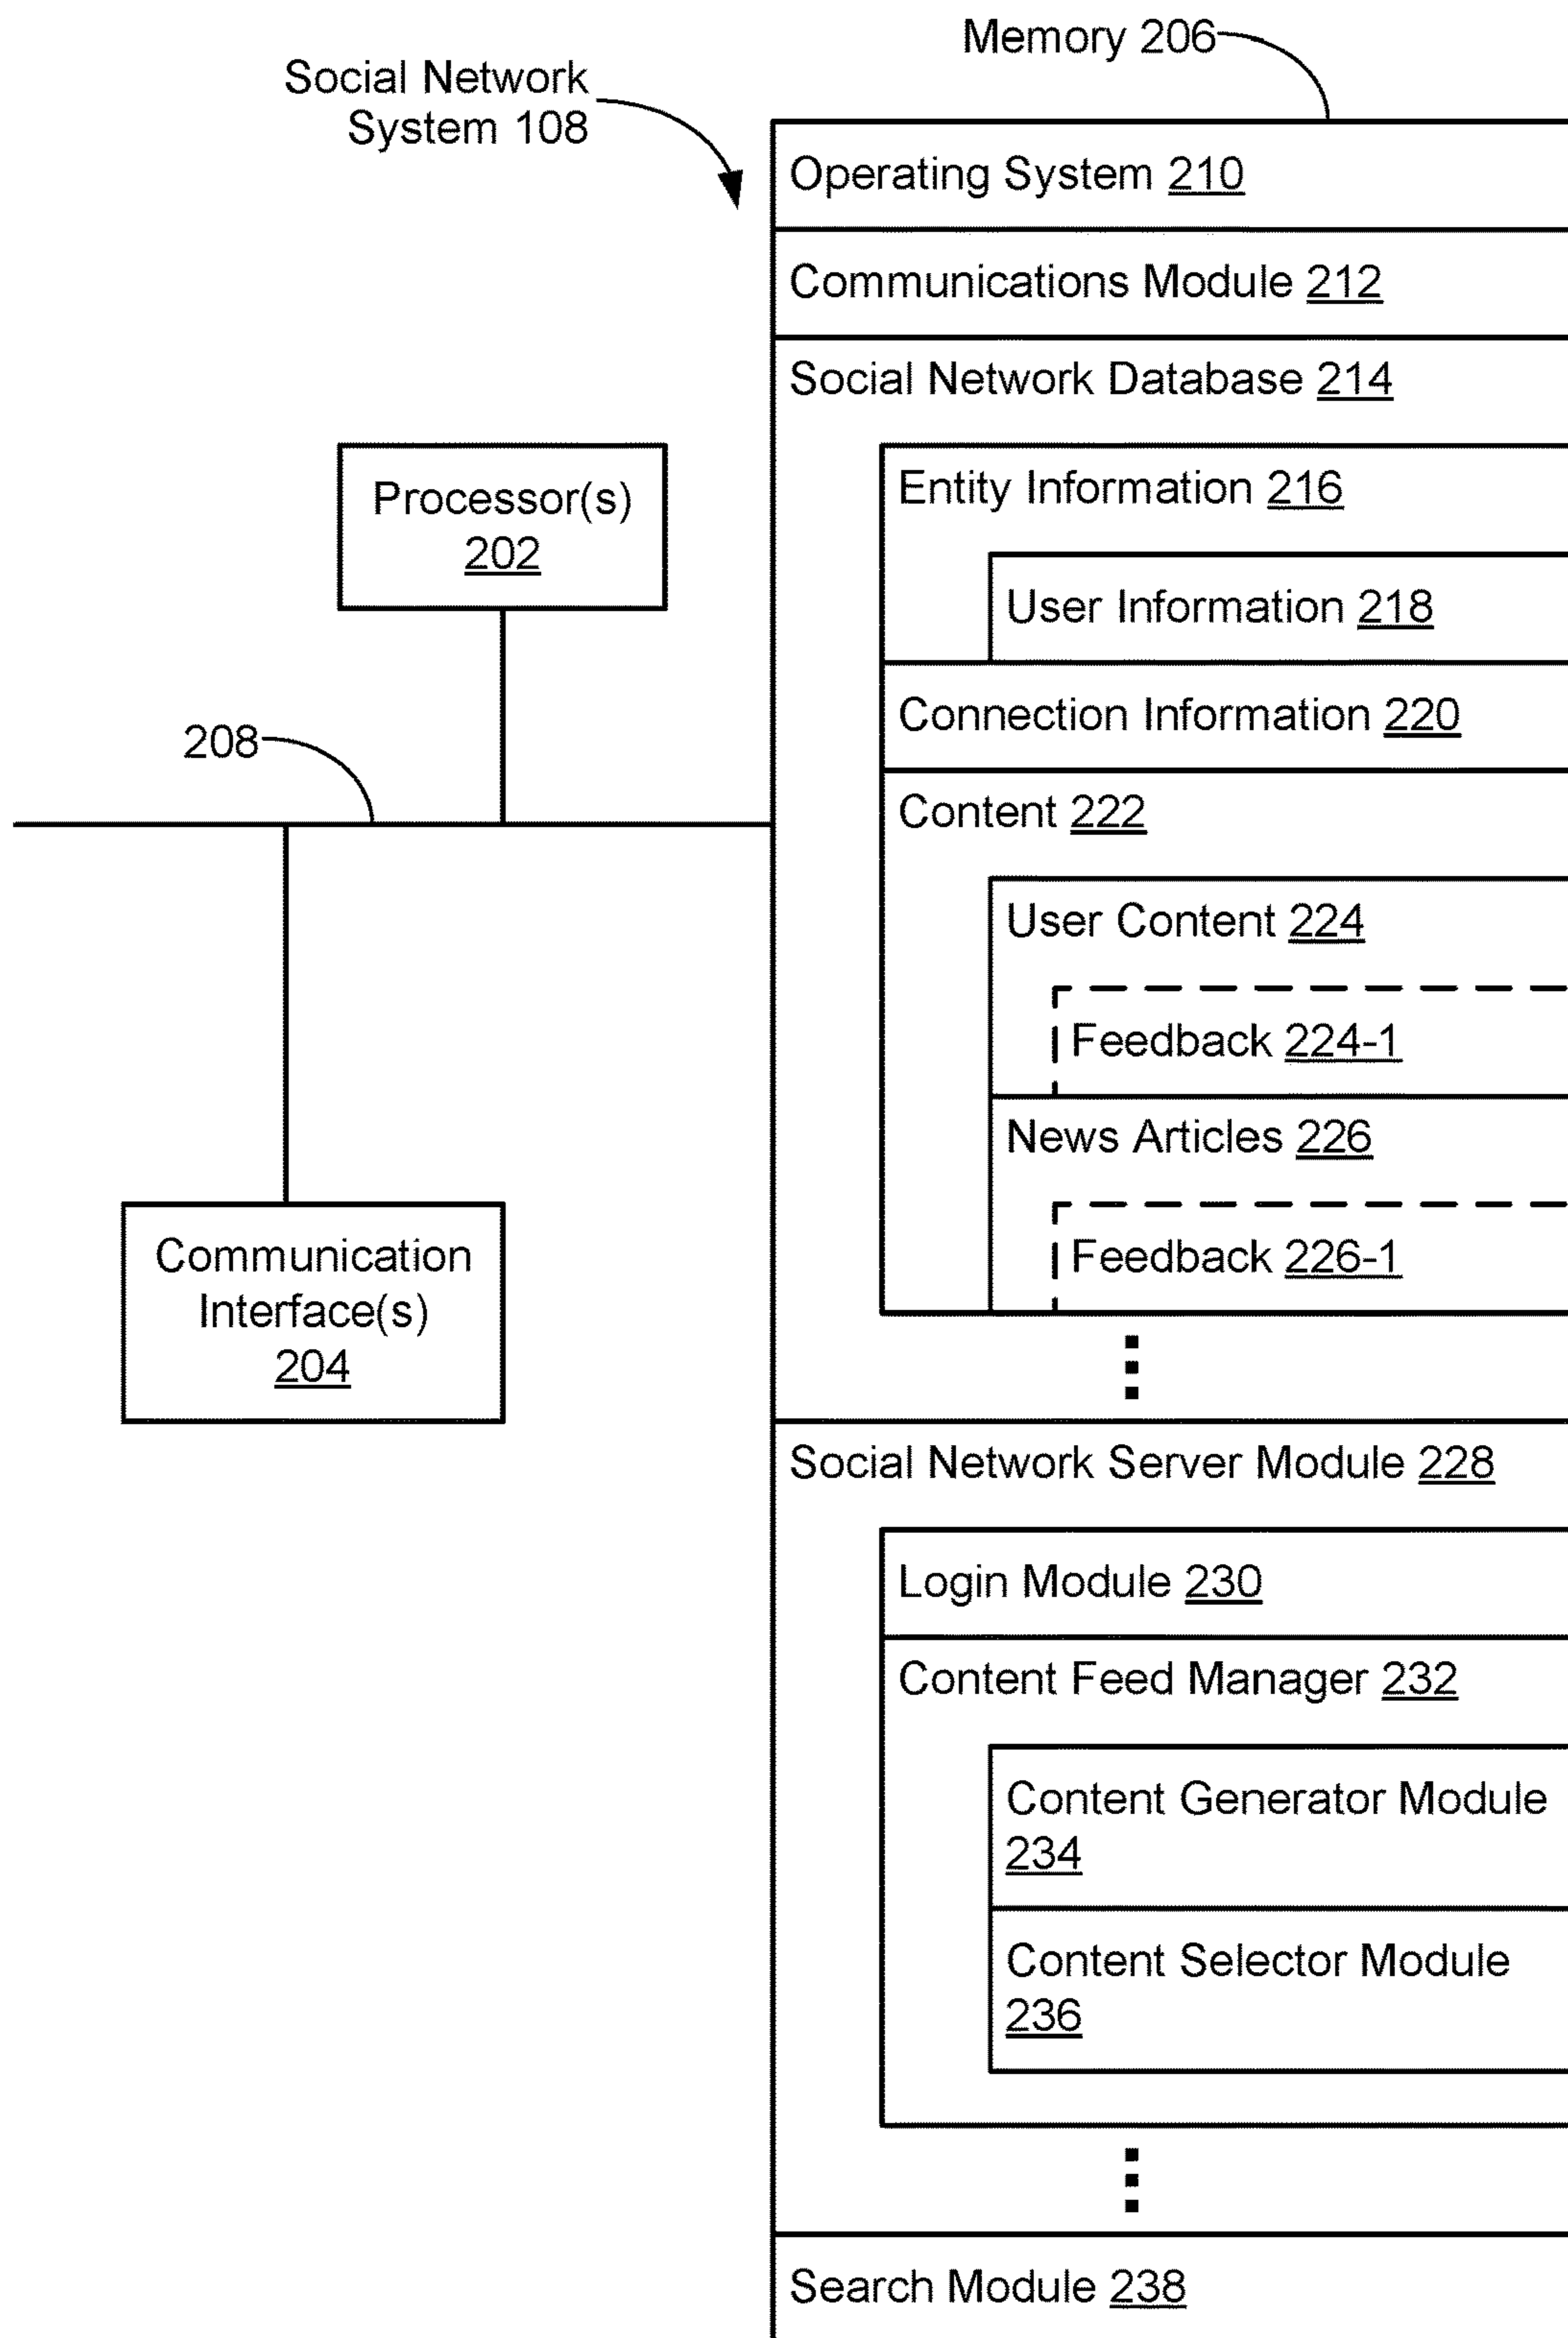 Memory 206
Social Network
System 108
Operating System 210
Communications Module 212
Social Network Database 214
Entity Information 216
User Information 218
Connection Information 220
Content 222
User Content 224
Feedback 224-1
News Articles 226
Feedback 226-1
Social Network Server Module 228
Login Module 230
Content Feed Manager 232
Content Generator Module
234
Content Selector Module
236
Search Module 238
Processor(s)
202
208
Communication
Interface(s)
204